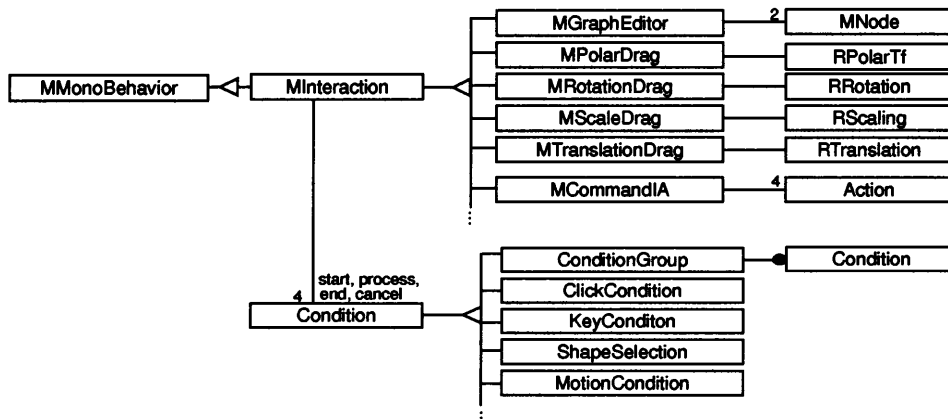 MGraphEditor 2 MNode
MPolarDrag RPolarTf
MMonoBehavior MInteraction MRotationDrag RRotation
MScaleDrag RScaling
MTranslationDrag RTranslation
MCommandIA 4 Action
ConditionGroup Condition
start, process,
4 end, cancel
ClickCondition
Condition KeyConditon
ShapeSelection
MotionCondition